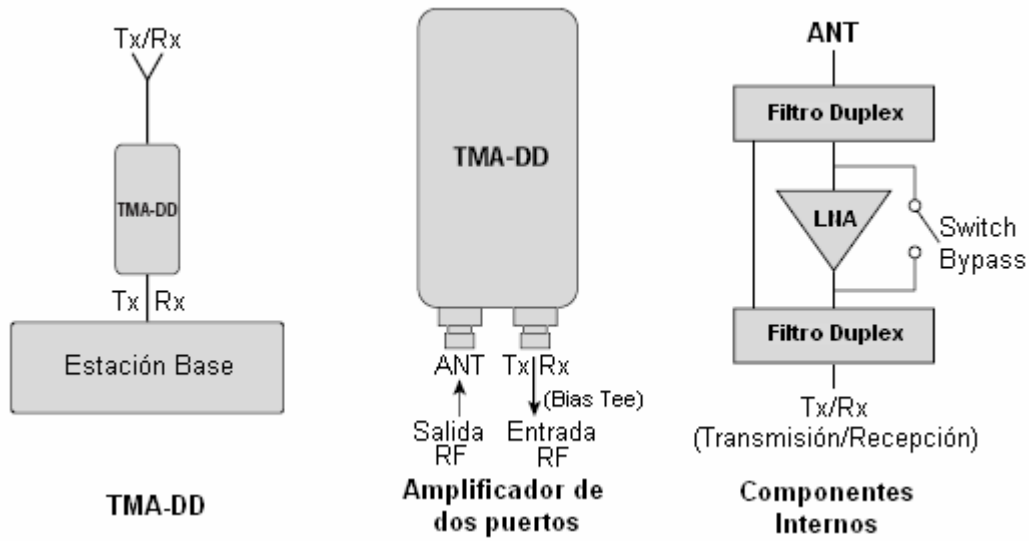 Tx/Rx
TMA-DD
Tx Rx
Estación Base
TMA-DD
TMA-DD
ANT Tx Rx
(Bias Tee)
Salida Entrada
RF RF
Amplificador de
dos puertos
ANT
Filtro Duplex
LNA
Switch
Bypass
Filtro Duplex
Tx/Rx
(Transmisión/Recepción)
Componentes
Internos